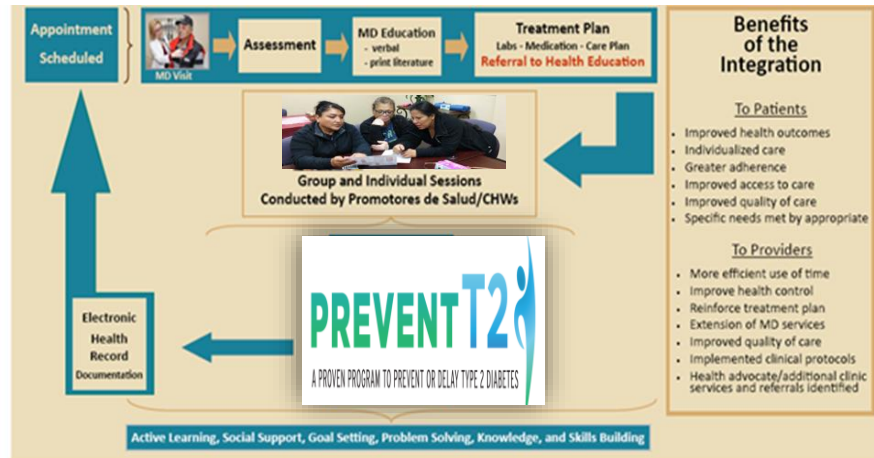 Appointment
Scheduled
MD Visit
Assessment
MD Education
- verbal
- print literature
Treatment Plan
Labs - Medication - Care Plan
Referral to Health Education
Group and Individual Sessions
Conducted by Promotores de Salud/CHWs
PREVENT T2
A PROVEN PROGRAM TO PREVENT OR DELAY TYPE 2 DIABETES
Electronic
Health
Record
Documentation
Active Learning, Social Support, Goal Setting, Problem Solving, Knowledge, and Skills Building
Benefits
of the
Integration
To Patients
• Improved health outcomes
• Individualized care
• Greater adherence
• Improved access to care
• Improved quality of care
• Specific needs met by appropriate
To Providers
• More efficient use of time
• Improve health control
• Reinforce treatment plan
• Extension of MD services
• Improved quality of care
• Implemented clinical protocols
• Health advocate/additional clinic
services and referrals identified